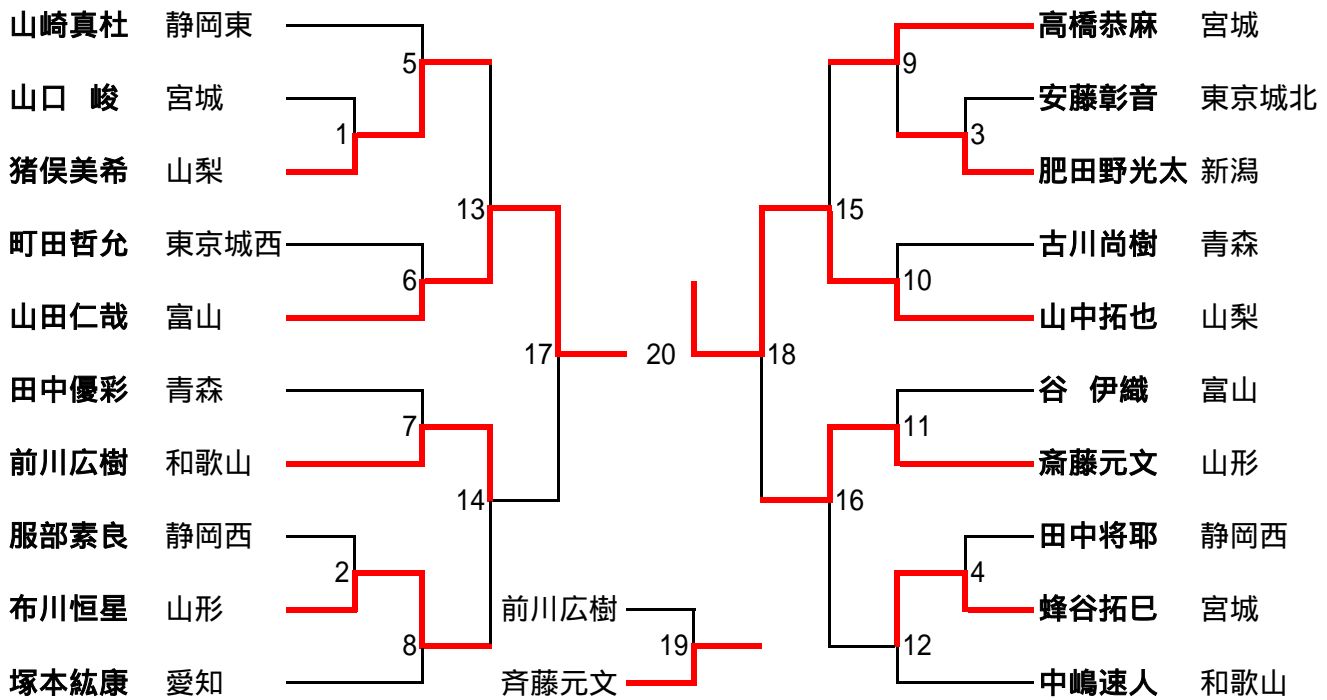 山崎真杜 静岡東
山口 峻 宮城
猪俣美希 山梨
町田哲允 東京城西
山田仁哉 富山
田中優彩 青森
前川広樹 和歌山
服部素良 静岡西
布川恒星 山形
塚本紘康 愛知
5
1
13
6
17
7
14
2
8
20
前川広樹
19
斉藤元文
高橋恭麻 宮城
安藤彰音 東京城北
肥田野光太 新潟
古川尚樹 青森
山中拓也 山梨
谷 伊織 富山
斎藤元文 山形
田中将耶 静岡西
蜂谷拓巳 宮城
中嶋速人 和歌山
9
3
15
10
18
11
16
4
12